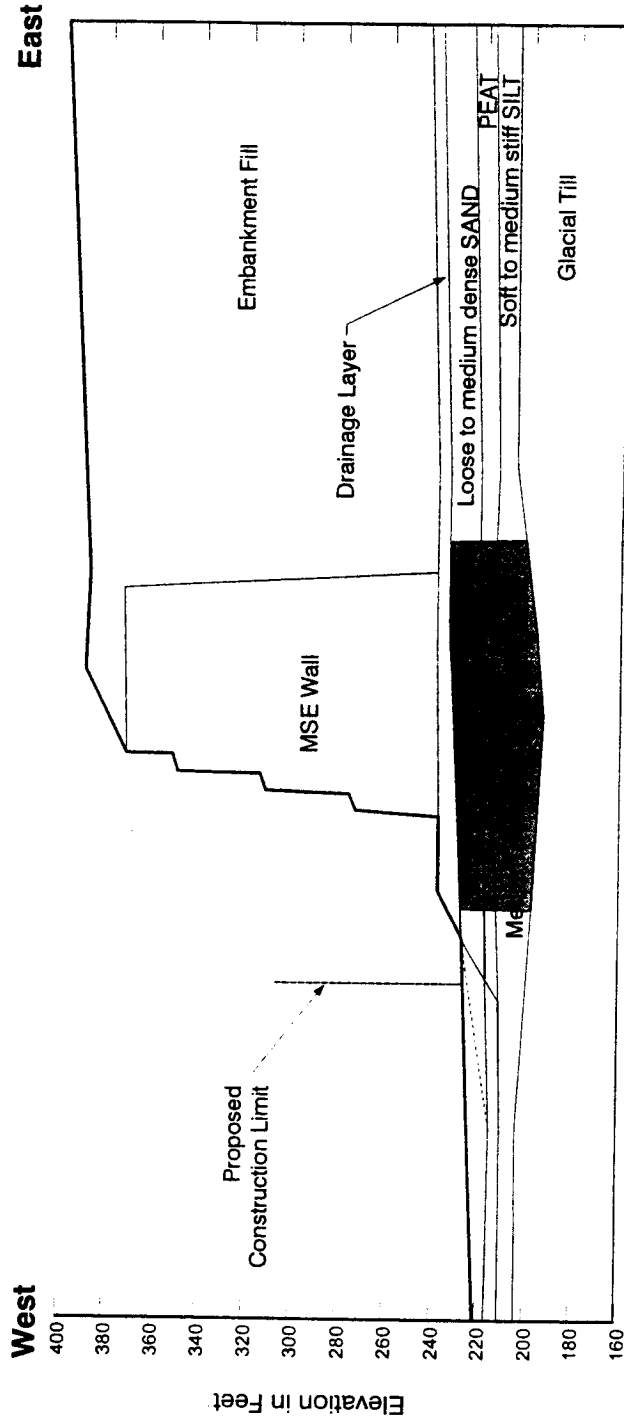 West
East
Elevation in Feet
400
380
360
340
320
300
280
260
240
220
200
180
160
Proposed
Construction Limit
MSE Wall
Embankment Fill
Drainage Layer
Loose to medium dense SAND
PEAT
Soft to medium stiff SILT
Me
Glacial Till